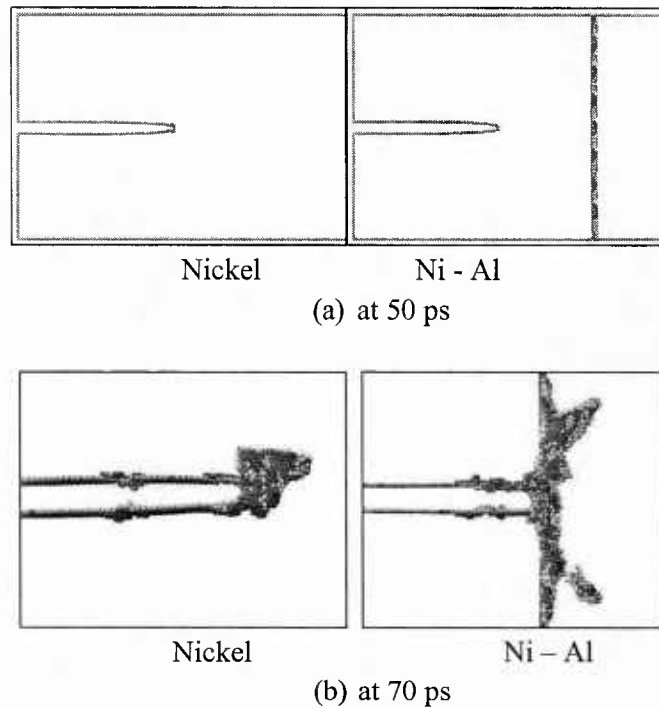 Nickel Ni - Al
(a) at 50 ps
Nickel Ni – Al
(b) at 70 ps